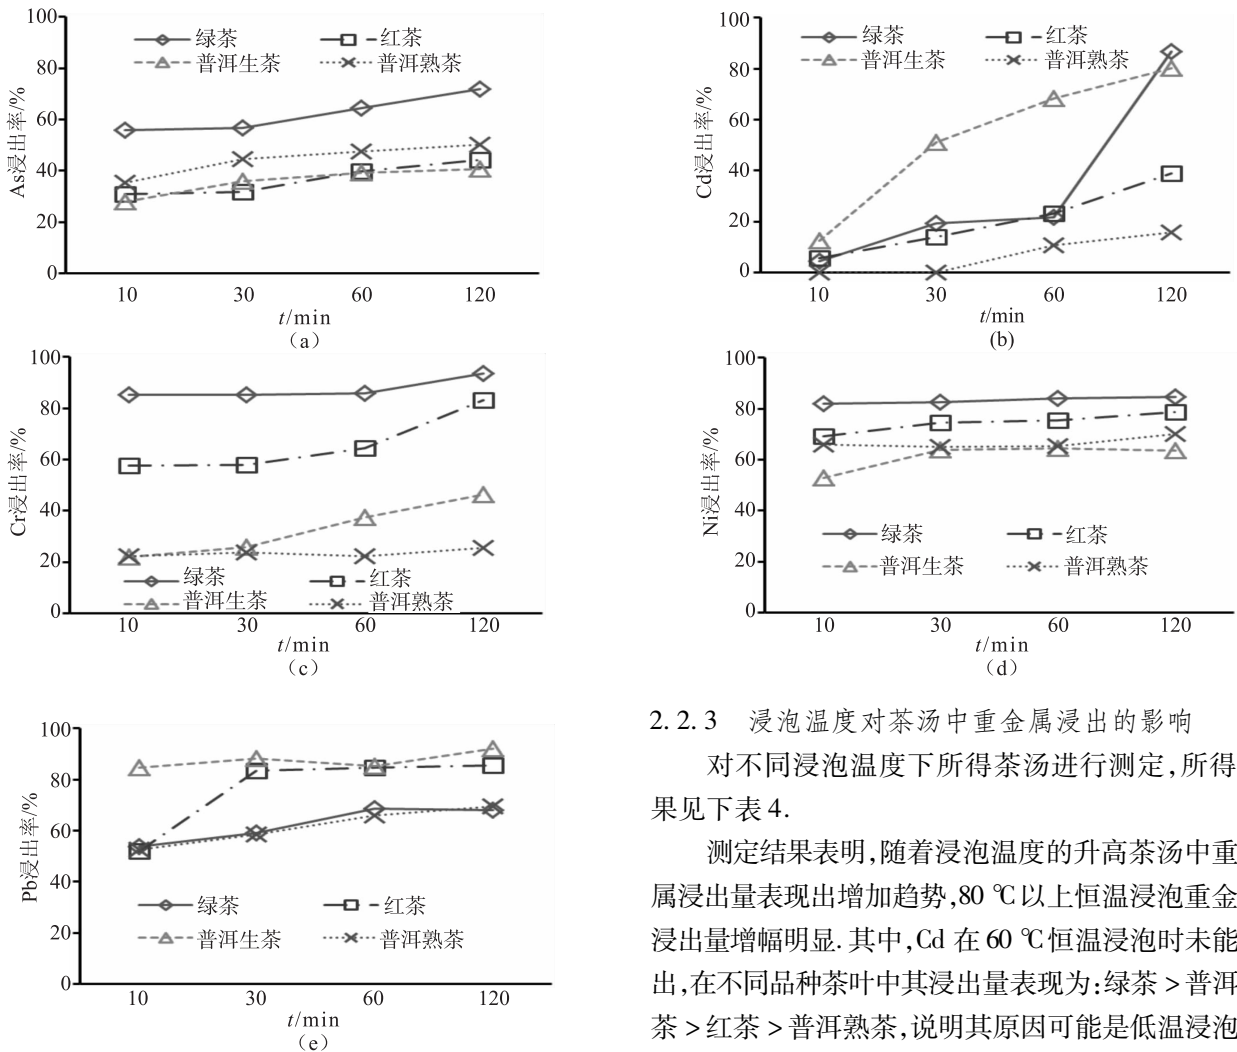 100
80
60
40
20
0
As浸出率/%
绿茶
红茶
普洱生茶
普洱熟茶
10 30 60 120
t/min
（a）
100
80
60
40
20
0
Cd浸出率/%
绿茶
红茶
普洱生茶
普洱熟茶
10 30 60 120
t/min
(b)
100
80
60
40
20
0
Cr浸出率/%
绿茶
红茶
普洱生茶
普洱熟茶
10 30 60 120
t/min
（c）
100
80
60
40
20
0
Ni浸出率/%
绿茶
红茶
普洱生茶
普洱熟茶
10 30 60 120
t/min
（d）
100
80
60
40
20
0
Pb浸出率/%
绿茶
红茶
普洱生茶
普洱熟茶
10 30 60 120
t/min
（e）
2.2.3 浸泡温度对茶汤中重金属浸出的影响
对不同浸泡温度下所得茶汤进行测定,所得
果见下表 4.
测定结果表明,随着浸泡温度的升高茶汤中重
属浸出量表现出增加趋势,80 ℃以上恒温浸泡重金
浸出量增幅明显.其中,Cd 在 60 ℃恒温浸泡时未能
出,在不同品种茶叶中其浸出量表现为:绿茶 > 普洱
茶 > 红茶 > 普洱熟茶,说明其原因可能是低温浸泡